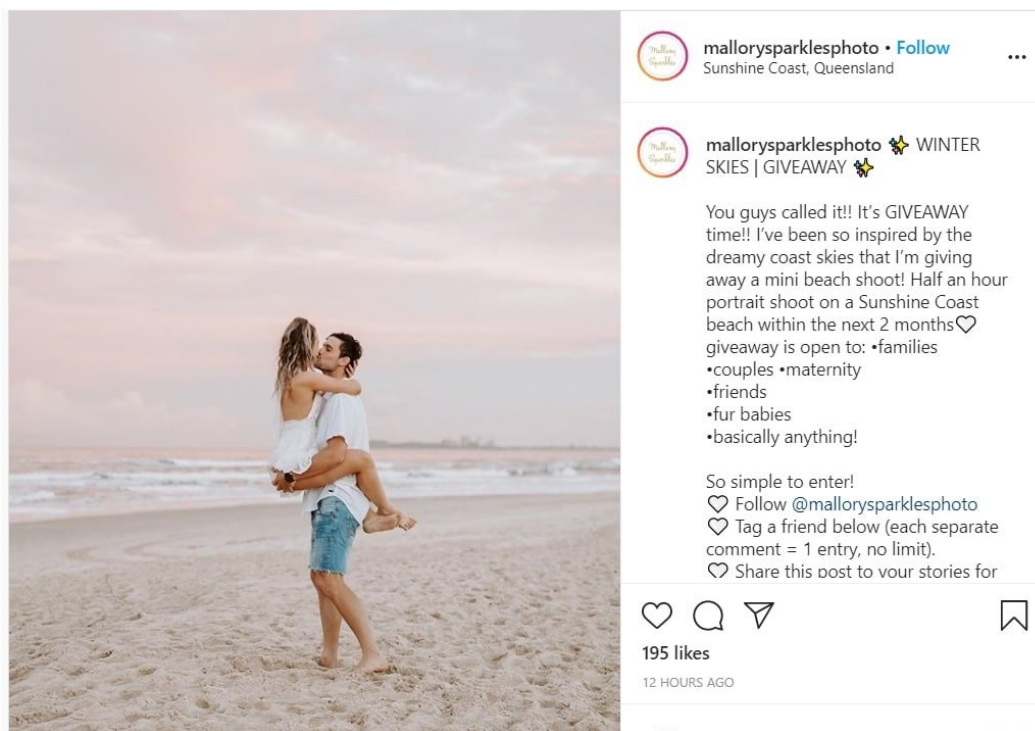 mallorysparklesphoto • Follow
Sunshine Coast, Queensland
Mallory
Sparkles
mallorysparklesphoto ✨ WINTER
SKIES | GIVEAWAY ✨
You guys called it!! It's GIVEAWAY
time!! I've been so inspired by the
dreamy coast skies that I'm giving
away a mini beach shoot! Half an hour
portrait shoot on a Sunshine Coast
beach within the next 2 months♡
giveaway is open to: •families
•couples •maternity
•friends
•fur babies
•basically anything!
So simple to enter!
♡ Follow @mallorysparklesphoto
♡ Tag a friend below (each separate
comment = 1 entry, no limit).
♡ Share this post to your stories for
195 likes
12 HOURS AGO